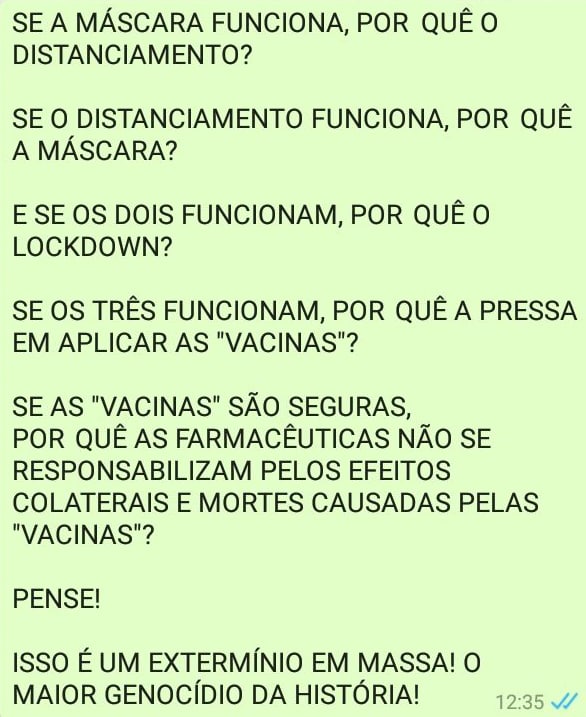 SE A MÁSCARA FUNCIONA, POR QUÊ O
DISTANCIAMENTO?
SE O DISTANCIAMENTO FUNCIONA, POR QUÊ
A MÁSCARA?
E SE OS DOIS FUNCIONAM, POR QUÊ O
LOCKDOWN?
SE OS TRÊS FUNCIONAM, POR QUÊ A PRESSA
EM APLICAR AS "VACINAS"?
SE AS "VACINAS" SÃO SEGURAS,
POR QUÊ AS FARMACÊUTICAS NÃO SE
RESPONSABILIZAM PELOS EFEITOS
COLATERAIS E MORTES CAUSADAS PELAS
"VACINAS"?
PENSE!
ISSO É UM EXTERMÍNIO EM MASSA! O
MAIOR GENOCÍDIO DA HISTÓRIA!
12:35